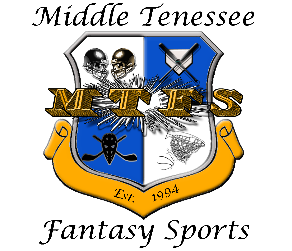 Middle Tenessee
MTFS
Est. 1994
Fantasy Sports